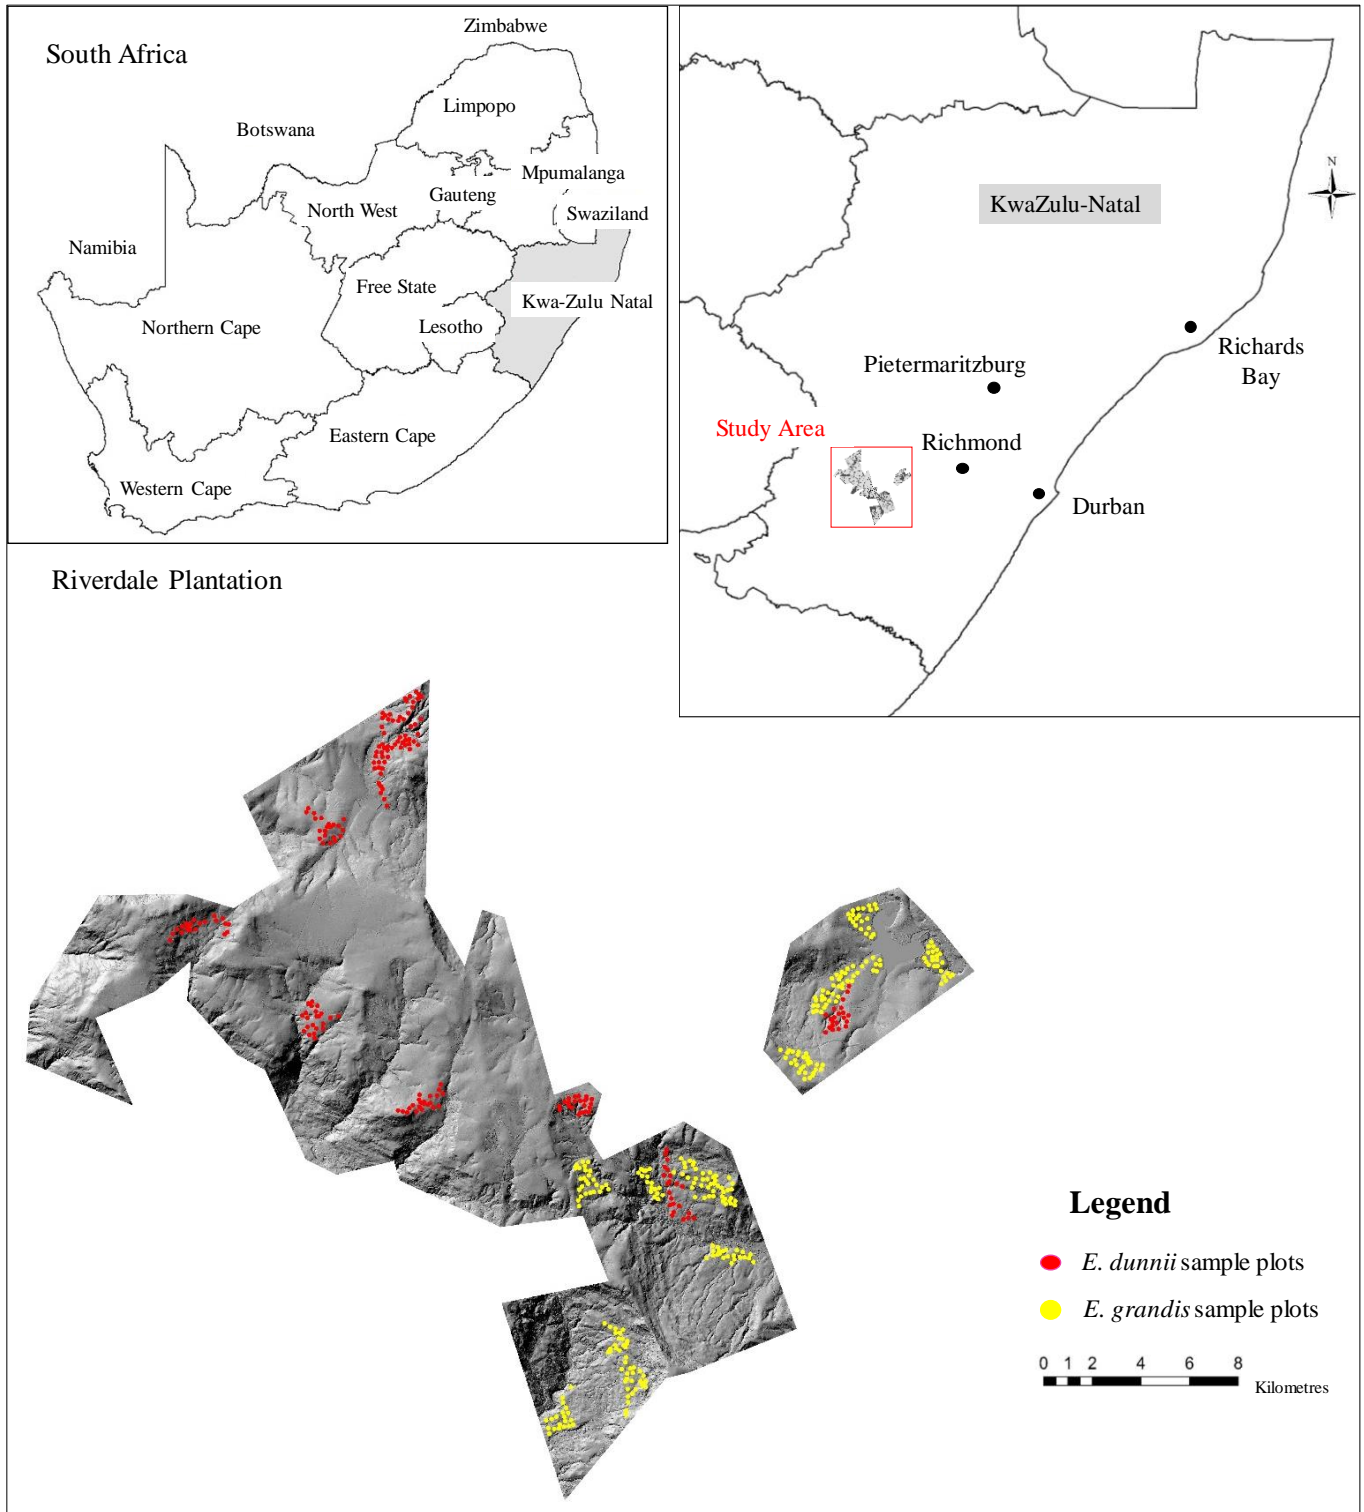 South Africa
Zimbabwe
Limpopo
Botswana
Mpumalanga
Gauteng
North West
Swaziland
Namibia
Free State
Kwa-Zulu Natal
Northern Cape
Lesotho
Eastern Cape
Western Cape
N
KwaZulu-Natal
Richards
Bay
Pietermaritzburg
Study Area
Richmond
Durban
Riverdale Plantation
Legend
E. dunnii sample plots
E. grandis sample plots
0 1 2 4 6 8
Kilometres